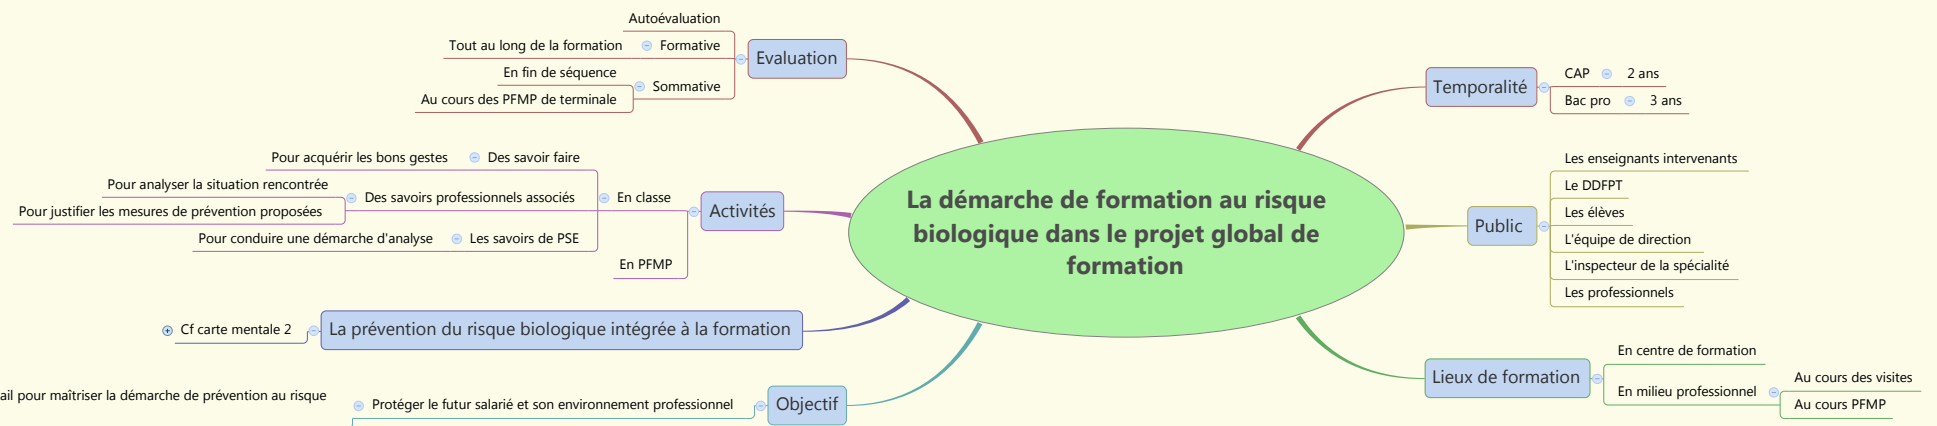 La démarche de formation au risque
biologique dans le projet global de
formation
Temporalité
CAP
2 ans
Bac pro
3 ans
Public
Les enseignants intervenants
Le DDFPT
Les élèves
L'équipe de direction
L'inspecteur de la spécialité
Les professionnels
Lieux de formation
En centre de formation
En milieu professionnel
Au cours des visites
Au cours PFMP
Evaluation
Autoévaluation
Formative
Tout au long de la formation
Sommative
En fin de séquence
Au cours des PFMP de terminale
Activités
En classe
Des savoir faire
Pour acquérir les bons gestes
Des savoirs professionnels associés
Pour analyser la situation rencontrée
Pour justifier les mesures de prévention proposées
Les savoirs de PSE
Pour conduire une démarche d'analyse
En PFMP
La prévention du risque biologique intégrée à la formation
Cf carte mentale 2
Objectif
Protéger le futur salarié et son environnement professionnel
pour maîtriser la démarche de prévention au risque